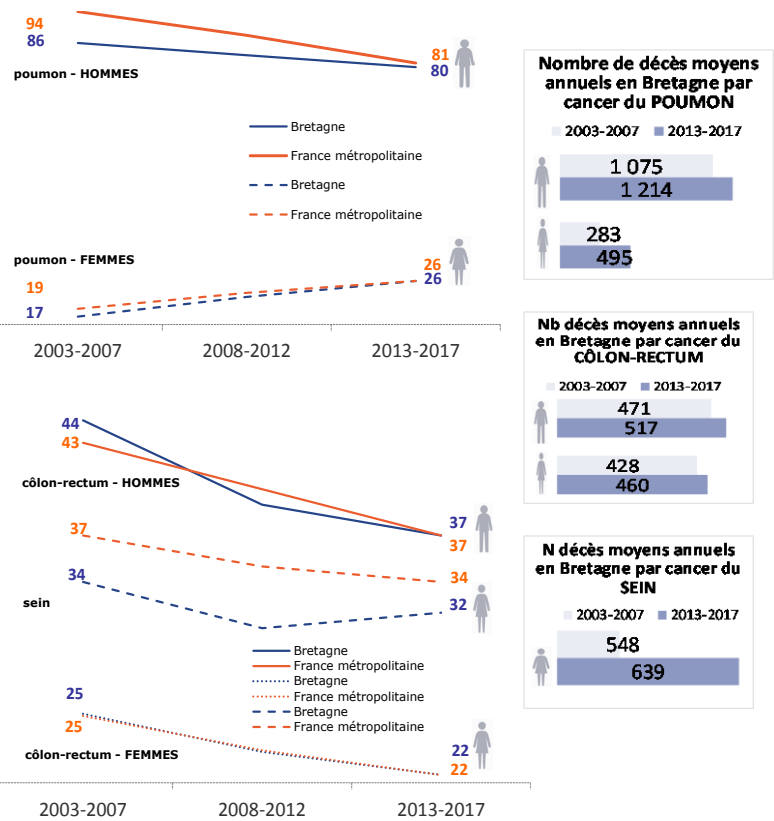 94
86
poumon - HOMMES
81
80
Bretagne
France métropolitaine
Bretagne
France métropolitaine
poumon - FEMMES
19
17
26
26
2003-2007
2008-2012
2013-2017
Nombre de décès moyens
annuels en Bretagne par
cancer du POUMON
2003-2007 2013-2017
1 075
1 214
283
495
44
43
côlon-rectum - HOMMES
37
37
37
34
34
32
sein
Bretagne
France métropolitaine
Bretagne
France métropolitaine
Bretagne
France métropolitaine
25
25
côlon-rectum - FEMMES
22
22
2003-2007
2008-2012
2013-2017
Nb décès moyens annuels
en Bretagne par cancer du
CÔLON-RECTUM
2003-2007 2013-2017
471
517
428
460
N décès moyens annuels
en Bretagne par cancer du
SEIN
2003-2007 2013-2017
548
639